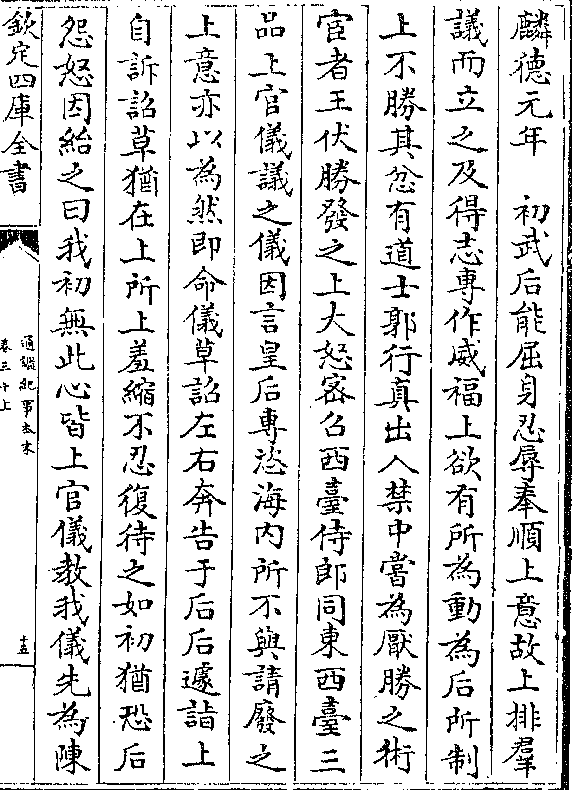 麟德元年　初武后能屈身忍辱奉順上意故上排羣
議而立之及得志專作威福上欲有所為動為后所制
上不勝其忿有道士郭行真出入禁中嘗為厭勝之術
宦者王伏勝發之上大怒密召西臺侍郎同東西臺三
品上官儀議之儀因言皇后專恣海内所不與請廢之
上意亦以為然即命儀草詔左右奔告于后后遽詣上
自訴詔草猶在上所上羞縮不忍復待之如初猶恐后
怨怒因紿之曰我初無此心皆上官儀教我儀先為陳
欽定四庫全書
通鑑紀事本末
卷三十上
十五